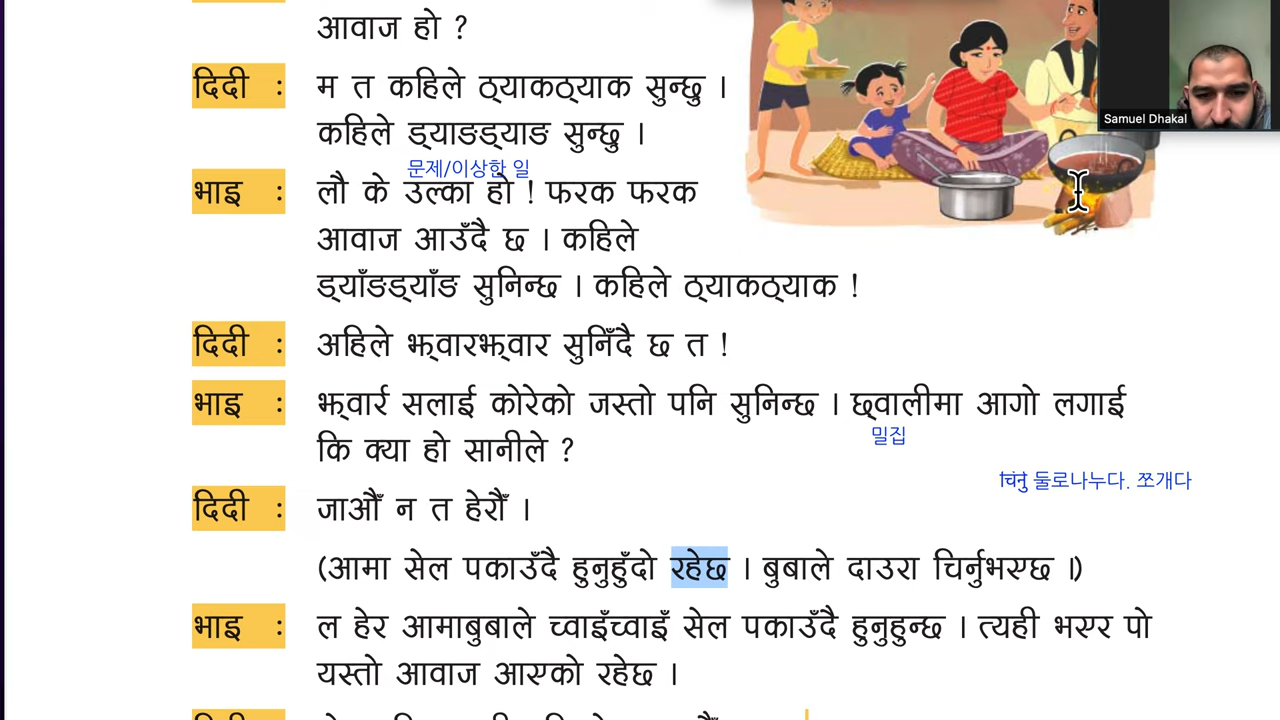 आवाज हो ?
दिदी : म त कहिले ठ्याकठ्याक सुन्छु ।
कहिले ड्याङड्याङ सुन्छु ।
문제/이상한 일
भाइ : लौ के उल्का हो ! फरक फरक
आवाज आउँदै छ । कहिले
ड्याँङड्याँङ सुनिन्छ । कहिले ठ्याकठ्याक !
दिदी : अहिले झ्वारझ्वार सुनिँदै छ त !
भाइ : झ्वार्र सलाई कोरेको जस्तो पनि सुनिन्छ । छ्वालीमा आगो लगाई
밀집
कि क्या हो सानीले ?
चिर्नु 둘로나누다. 쪼개다
दिदी : जाऔँ न त हेरौँ ।
(आमा सेल पकाउँदै हुनुहुँदो रहेछ । बुबाले दाउरा चिर्नुभएछ ।)
भाइ : ल हेर आमाबुबाले च्वाइँच्वाइँ सेल पकाउँदै हुनुहुन्छ । त्यही भएर पो
यस्तो आवाज आएको रहेछ ।
Samuel Dhakal